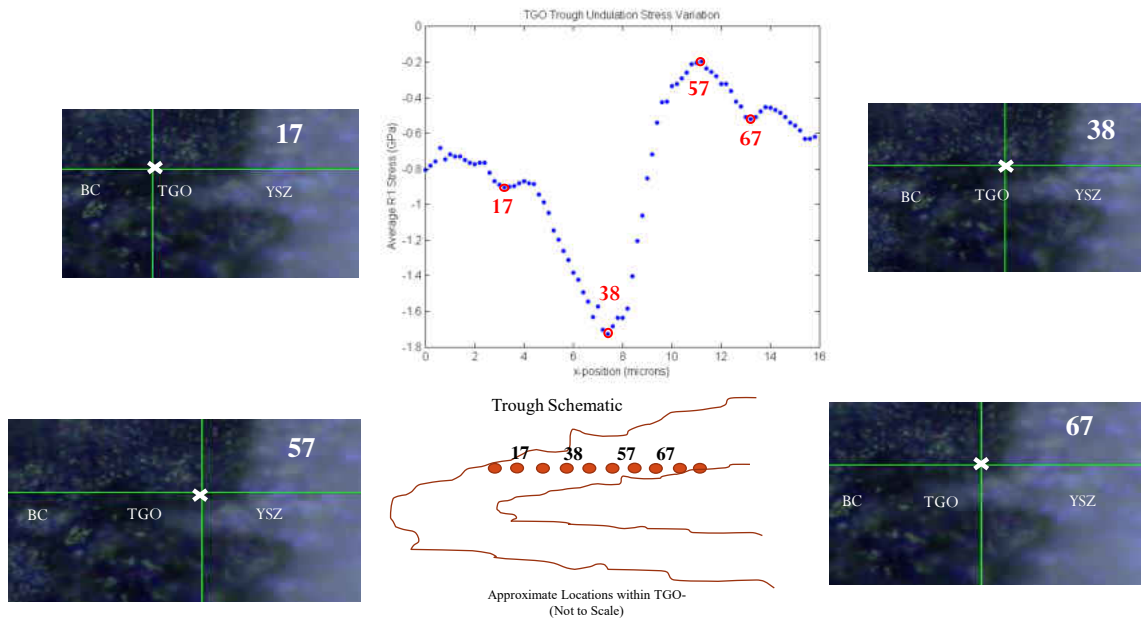 TGO Trough Undulation Stress Variation
0
-0.2
-0.4
-0.6
-0.8
-1
-1.2
-1.4
-1.6
-1.8
Average R1 Stress (GPa)
57
67
17
38
0 2 4 6 8 10 12 14 16
x-position (microns)
17
BC TGO YSZ
38
BC TGO YSZ
57
BC TGO YSZ
Trough Schematic
17 38 57 67
Approximate Locations within TGO-
(Not to Scale)
67
BC TGO YSZ